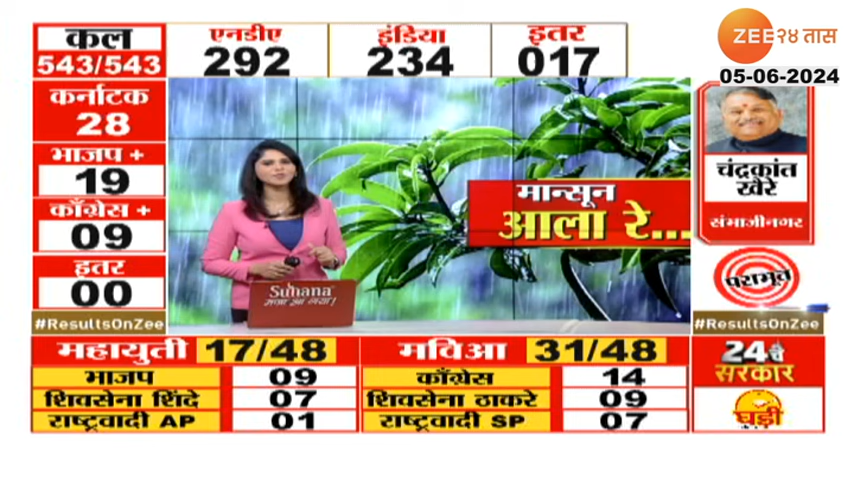 कल
543/543
एनडीए
292
इंडिया
234
इतर
017
ZEE २४ तास
05-06-2024
कर्नाटक
28
भाजप +
19
काँग्रेस +
09
इतर
00
#ResultsOnZee
मान्सून
आला रे...
Suhana
चंद्रकांत
खैरे
संभाजीनगर
पराभूत
#ResultsOnZee
महायुती 17/48
भाजप 09
शिवसेना शिंदे 07
राष्ट्रवादी AP 01
मविआ 31/48
काँग्रेस 14
शिवसेना ठाकरे 09
राष्ट्रवादी SP 07
24चे
सरकार
घडी